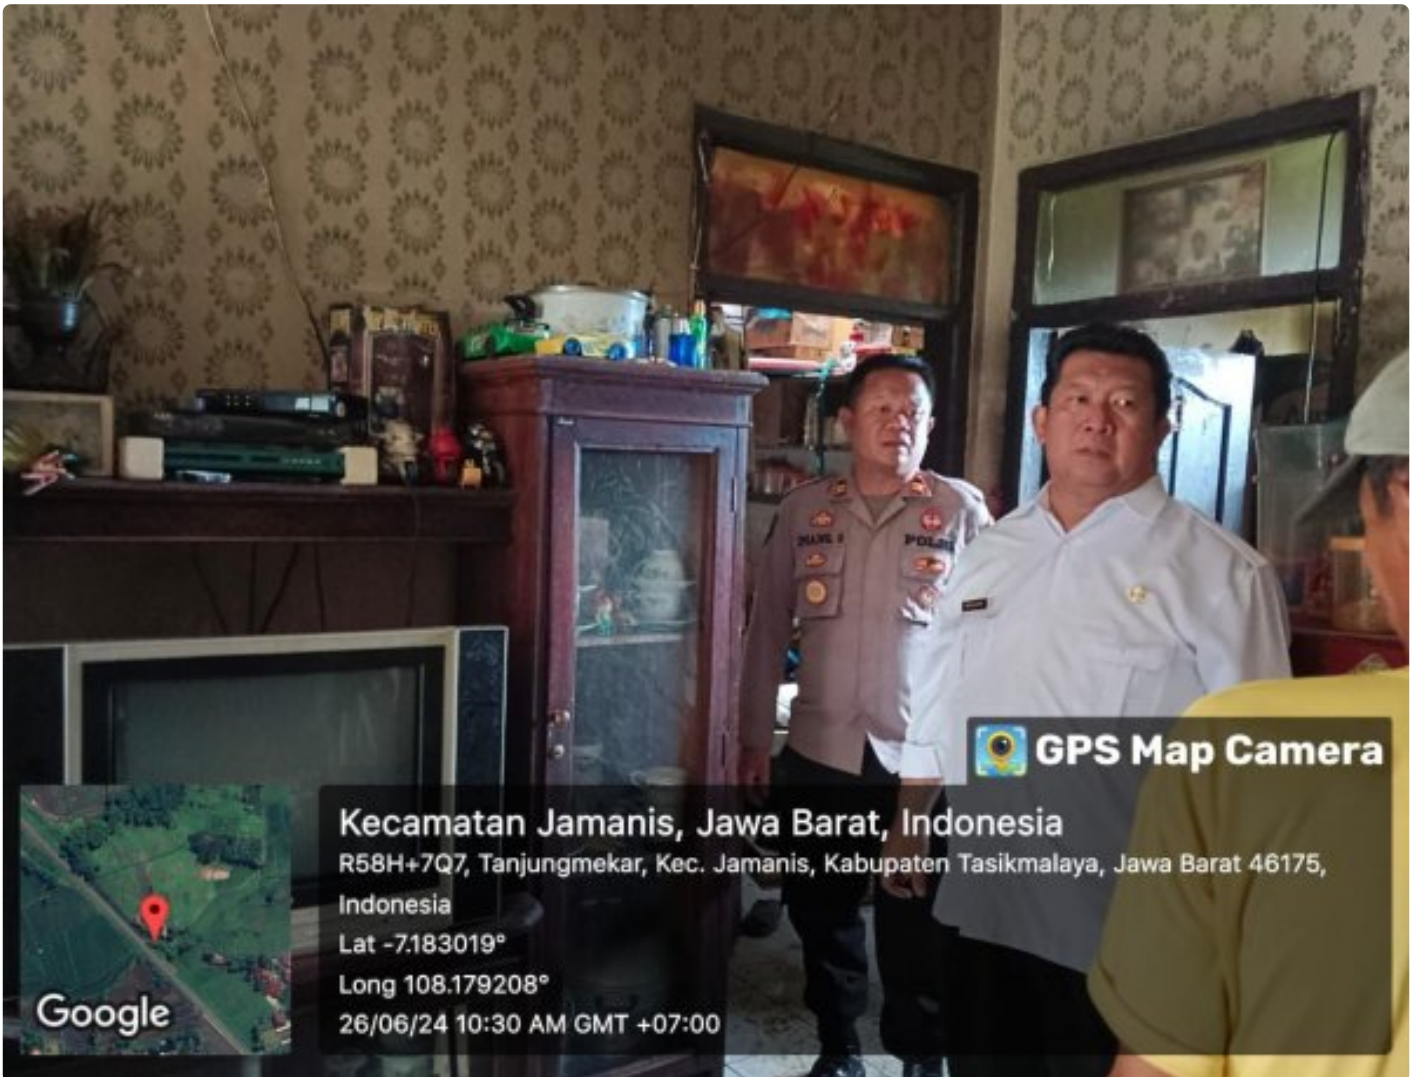 POLRI
GPS Map Camera
Kecamatan Jamanis, Jawa Barat, Indonesia
R58H+7Q7, Tanjungmekar, Kec. Jamanis, Kabupaten Tasikmalaya, Jawa Barat 46175,
Indonesia
Lat -7.183019°
Long 108.179208°
26/06/24 10:30 AM GMT +07:00
Google